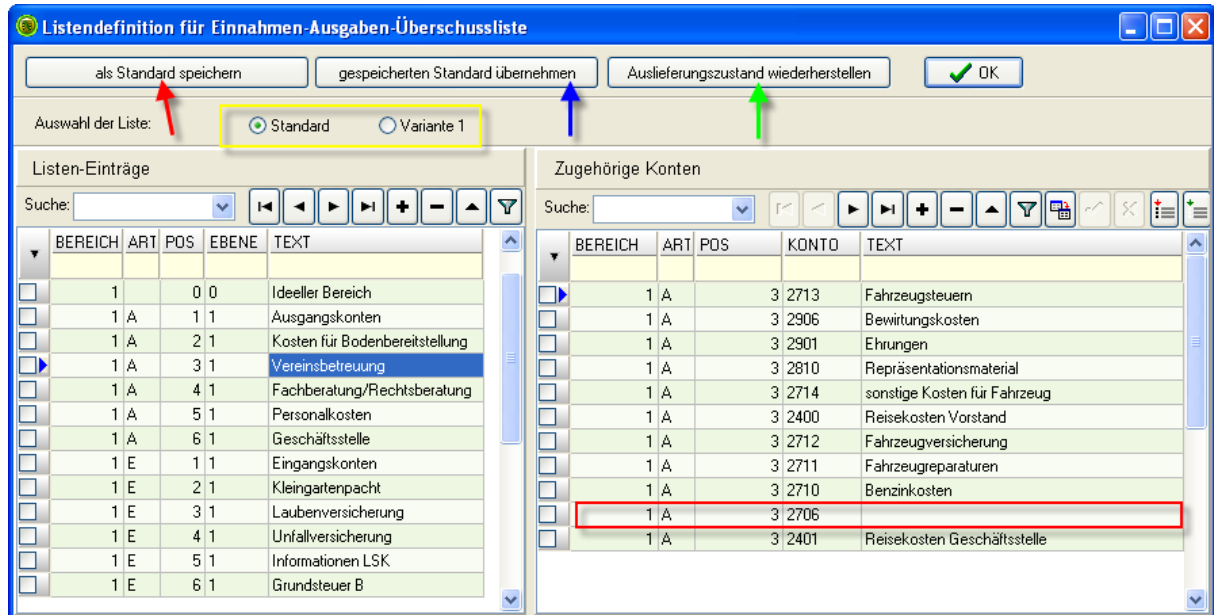 Listendefinition für Einnahmen-Ausgaben-Überschussliste
als Standard speichern gespeicherten Standard übernehmen Auslieferungszustand wiederherstellen OK
Auswahl der Liste: Standard Variante 1
Listen-Einträge
Suche:
BEREICH ART POS EBENE TEXT
1 0 0 Ideeller Bereich
1 A 1 1 Ausgangskonten
1 A 2 1 Kosten für Bodenbereitstellung
1 A 3 1 Vereinsbetreuung
1 A 4 1 Fachberatung/Rechtsberatung
1 A 5 1 Personalkosten
1 A 6 1 Geschäftsstelle
1 E 1 1 Eingangskonten
1 E 2 1 Kleingartenpacht
1 E 3 1 Laubenversicherung
1 E 4 1 Unfallversicherung
1 E 5 1 Informationen LSK
1 E 6 1 Grundsteuer B
Zugehörige Konten
Suche:
BEREICH ART POS KONTO TEXT
1 A 3 2713 Fahrzeugsteuern
1 A 3 2906 Bewirtungskosten
1 A 3 2901 Ehrungen
1 A 3 2810 Repräsentationsmaterial
1 A 3 2714 sonstige Kosten für Fahrzeug
1 A 3 2400 Reisekosten Vorstand
1 A 3 2712 Fahrzeugversicherung
1 A 3 2711 Fahrzeugreparaturen
1 A 3 2710 Benzinkosten
1 A 3 2706
1 A 3 2401 Reisekosten Geschäftsstelle